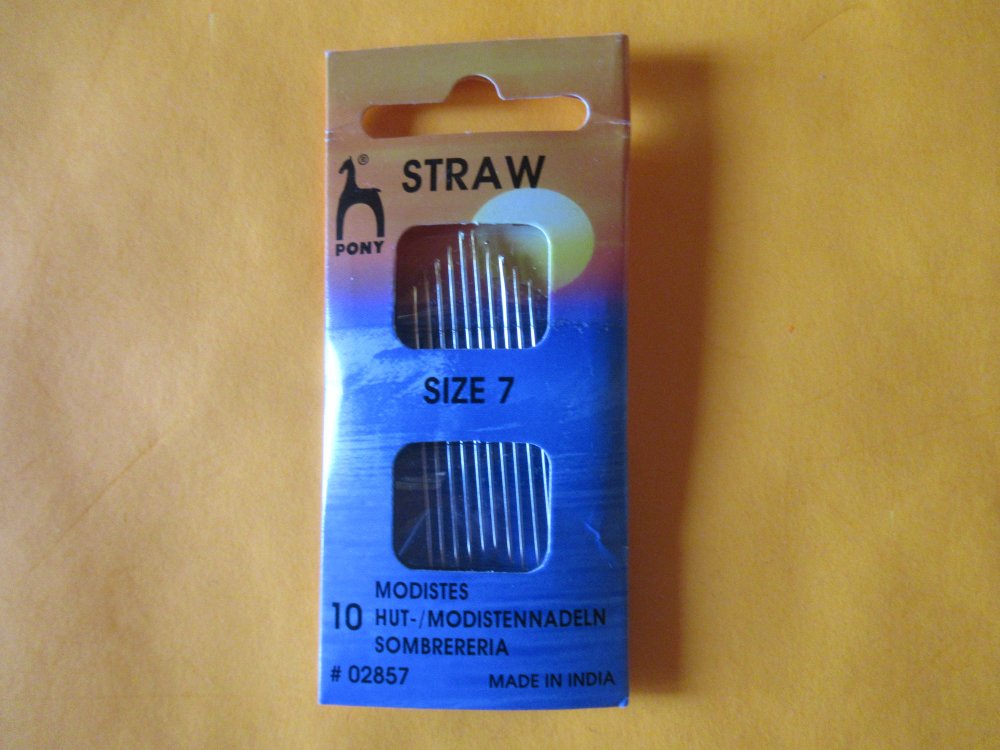 STRAW
®
PONY
SIZE 7
10
MODISTES
HUT-/MODISTENNADELN
SOMBRERERIA
# 02857
MADE IN INDIA